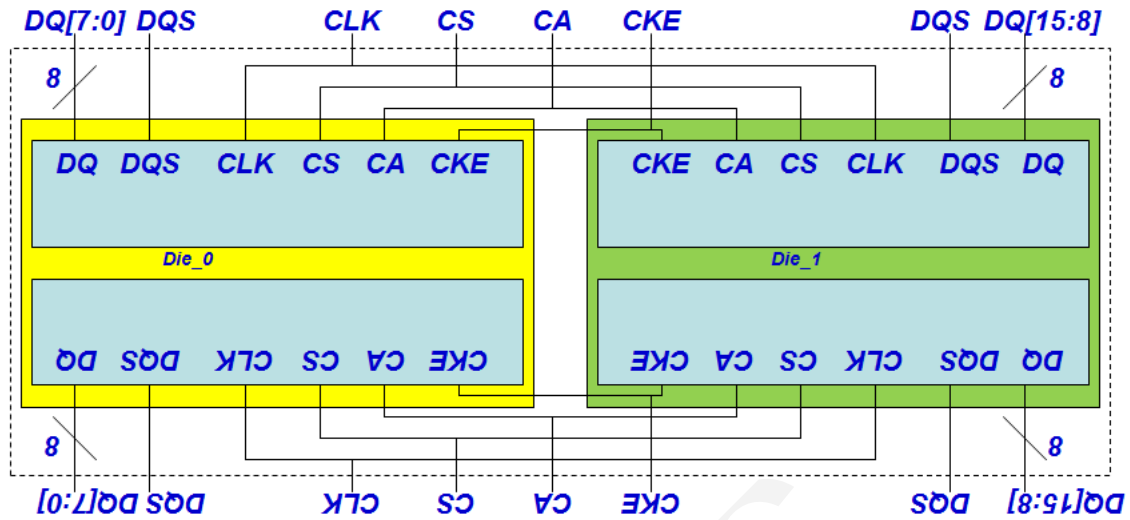 DQ[7:0] DQS CLK CS CA CKE DQS DQ[15:8]
8 8
DQ DQS CLK CS CA CKE CKE CA CS CLK DQS DQ
Die_0 Die_1
DQ DQS CLK CS CA CKE CKE CA CS CLK DQS DQ
8 8
DQ[7:0] DQS CLK CS CA CKE DQS DQ[15:8]